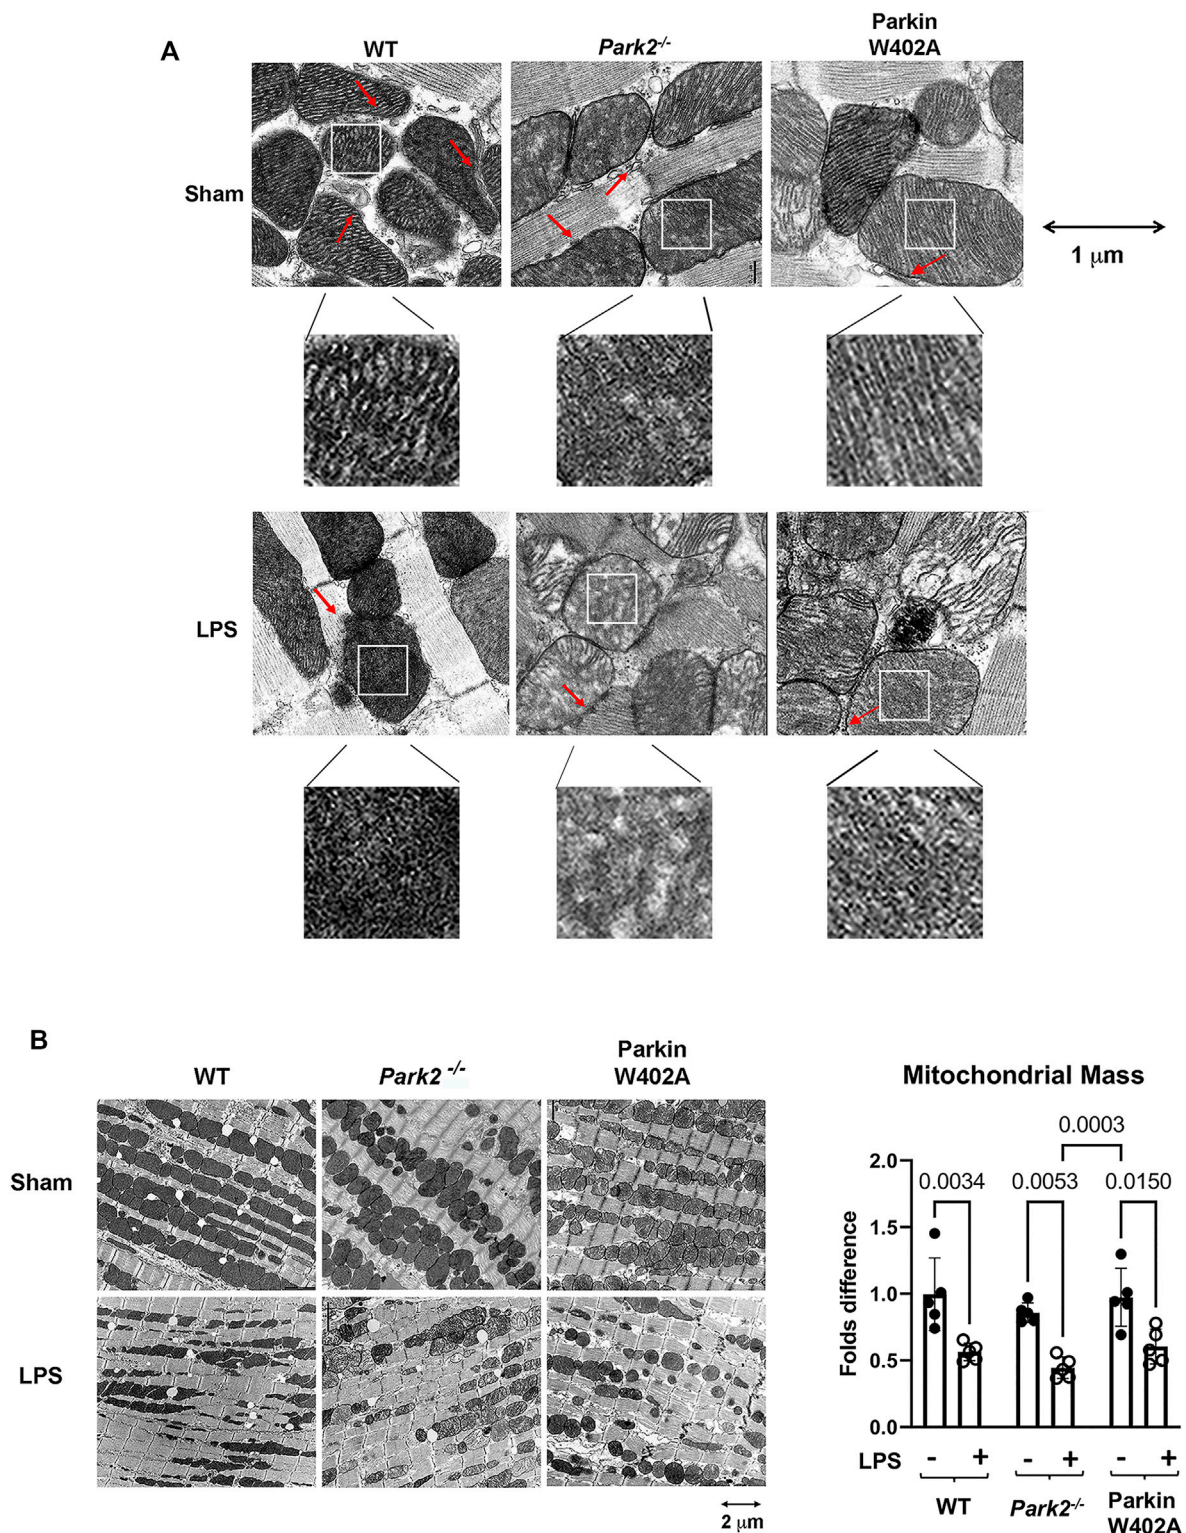 A
WT
Park2-/-
Parkin
W402A
Sham
1 μm
LPS
B
WT
Park2 -/-
Parkin
W402A
Sham
LPS
2 μm
Mitochondrial Mass
0.0003
0.0034
0.0053
0.0150
Folds difference
2.0
1.5
1.0
0.5
0.0
LPS - + - + - +
WT
Park2-/-
Parkin
W402A